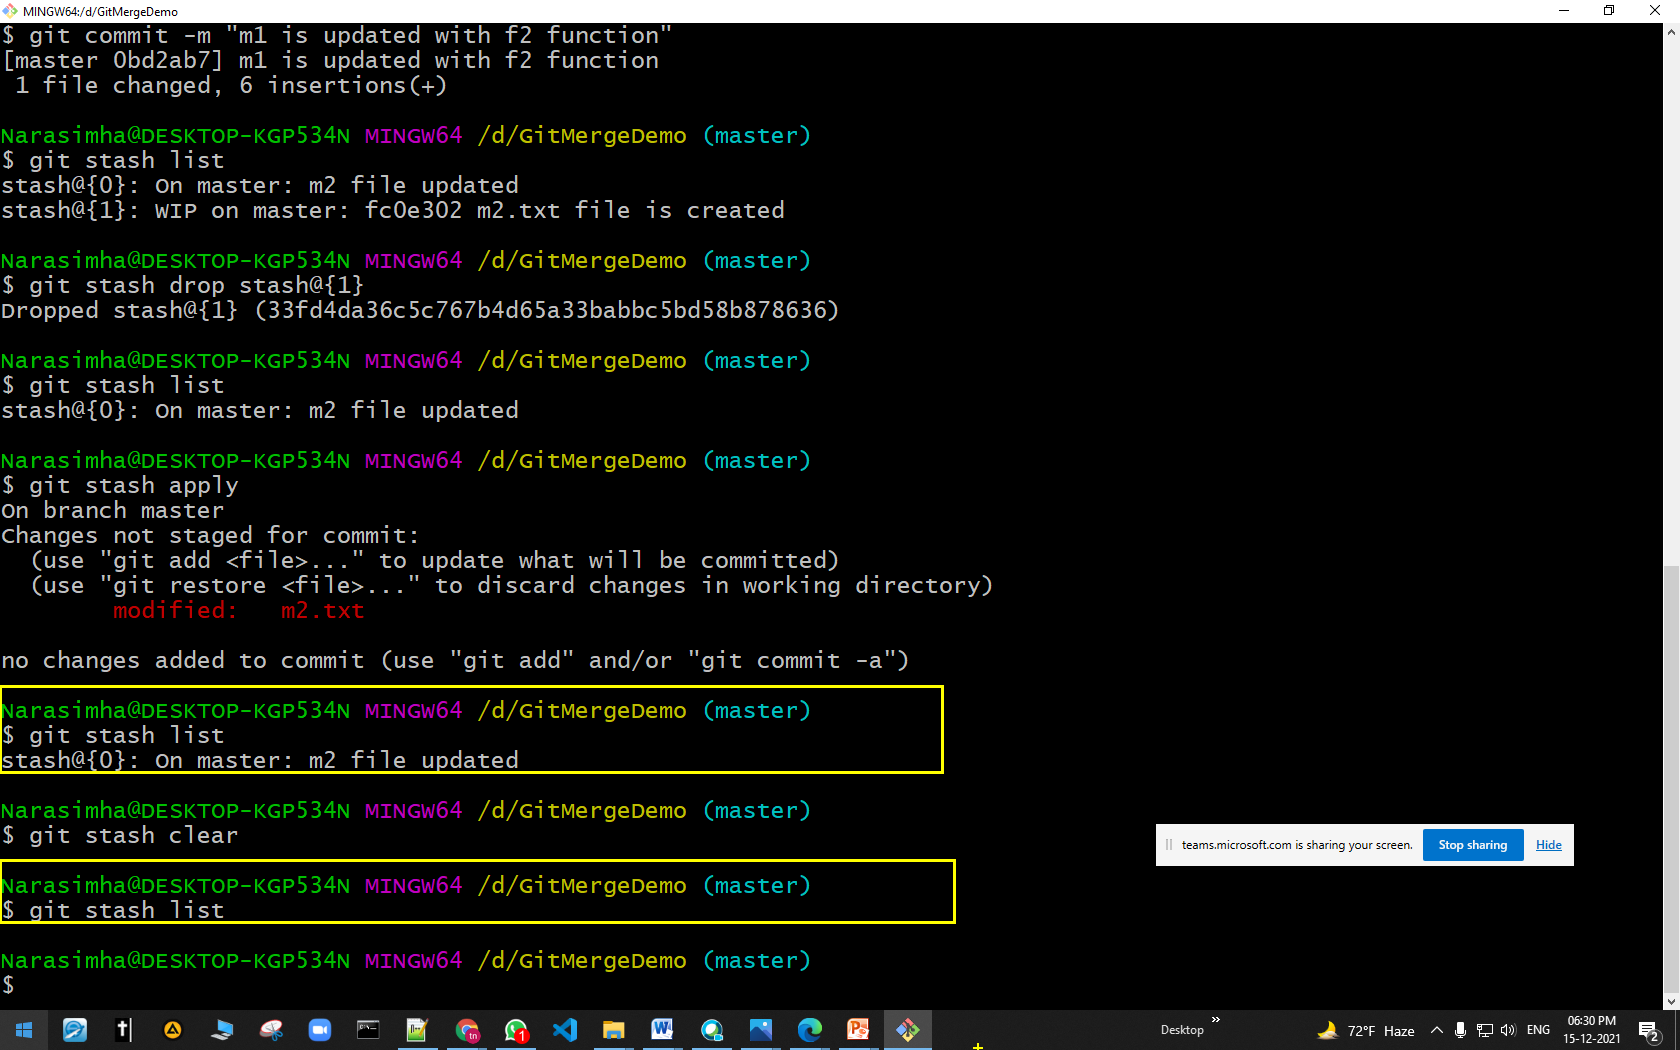 MINGW64:/d/GitMergeDemo
$ git commit -m "m1 is updated with f2 function"
[master 0bd2ab7] m1 is updated with f2 function
 1 file changed, 6 insertions(+)
Narasimha@DESKTOP-KGP534N MINGW64 /d/GitMergeDemo (master)
$ git stash list
stash@{0}: On master: m2 file updated
stash@{1}: WIP on master: fc0e302 m2.txt file is created
Narasimha@DESKTOP-KGP534N MINGW64 /d/GitMergeDemo (master)
$ git stash drop stash@{1}
Dropped stash@{1} (33fd4da36c5c767b4d65a33babbc5bd58b878636)
Narasimha@DESKTOP-KGP534N MINGW64 /d/GitMergeDemo (master)
$ git stash list
stash@{0}: On master: m2 file updated
Narasimha@DESKTOP-KGP534N MINGW64 /d/GitMergeDemo (master)
$ git stash apply
On branch master
Changes not staged for commit:
  (use "git add <file>..." to update what will be committed)
  (use "git restore <file>..." to discard changes in working directory)
        modified:   m2.txt
no changes added to commit (use "git add" and/or "git commit -a")
Narasimha@DESKTOP-KGP534N MINGW64 /d/GitMergeDemo (master)
$ git stash list
stash@{0}: On master: m2 file updated
Narasimha@DESKTOP-KGP534N MINGW64 /d/GitMergeDemo (master)
$ git stash clear
teams.microsoft.com is sharing your screen. Stop sharing Hide
Narasimha@DESKTOP-KGP534N MINGW64 /d/GitMergeDemo (master)
$ git stash list
Narasimha@DESKTOP-KGP534N MINGW64 /d/GitMergeDemo (master)
$
Desktop » 72°F Haze ENG 06:30 PM
15-12-2021